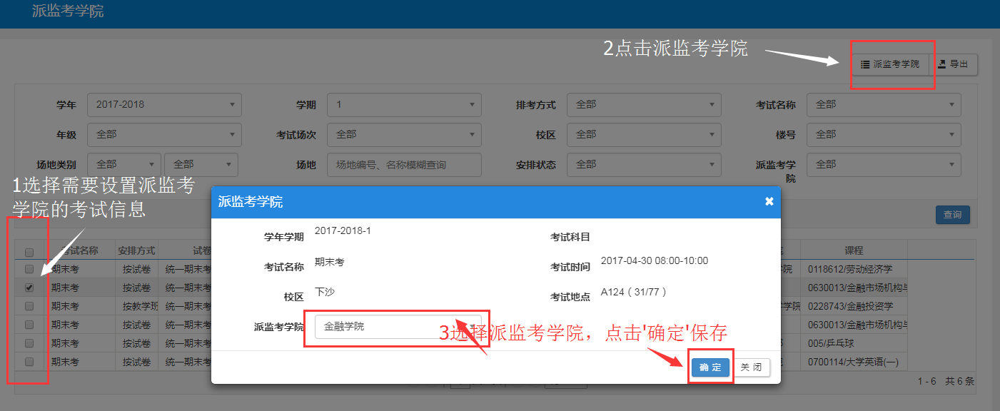 派监考学院
2点击派监考学院
派监考学院 导出
学年 2017-2018 学期 1 排考方式 全部 考试名称 全部
年级 全部 考试场次 全部 校区 全部 楼号 全部
场地类别 全部 全部 场地 场地编号、名称模糊查询 安排状态 全部 派监考学院 全部
1选择需要设置派监考
学院的考试信息
查询
派监考学院
学年学期 2017-2018-1 考试科目
考试名称 期末考 考试时间 2017-04-30 08:00-10:00
校区 下沙 考试地点 A124（31/77）
派监考学院 金融学院
3选择派监考学院，点击'确定'保存
确 定 关 闭
考试名称 安排方式 试卷 课程
期末考 按试卷 统一期末考 学院 0118612/劳动经济学
期末考 按试卷 统一期末考 0630013/金融市场机构与
期末考 按教学班 统一期末考 学院 0228743/金融投资学
期末考 按试卷 统一期末考 0630013/金融市场机构与
期末考 按试卷 统一期末考 005/乒乓球
期末考 按试卷 统一期末考 0700114/大学英语(一)
1 - 6 共 6 条